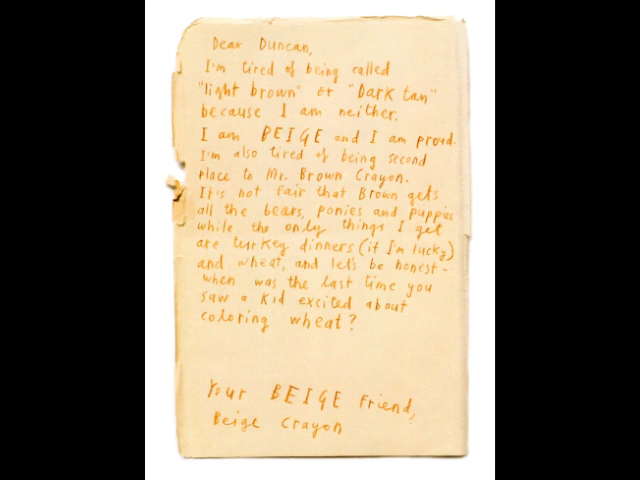 Dear Duncan,
I'm tired of being called
"light brown" or "Dark tan"
because I am neither.
I am BEIGE and I am proud.
I'm also tired of being second
place to Mr. Brown Crayon.
It's not fair that Brown gets
all the bears, ponies and puppies
while the only things I get
are turkey dinners (if I'm lucky)
and wheat, and let's be honest-
when was the last time you
saw a kid excited about
coloring wheat?
Your BEIGE friend,
Beige Crayon